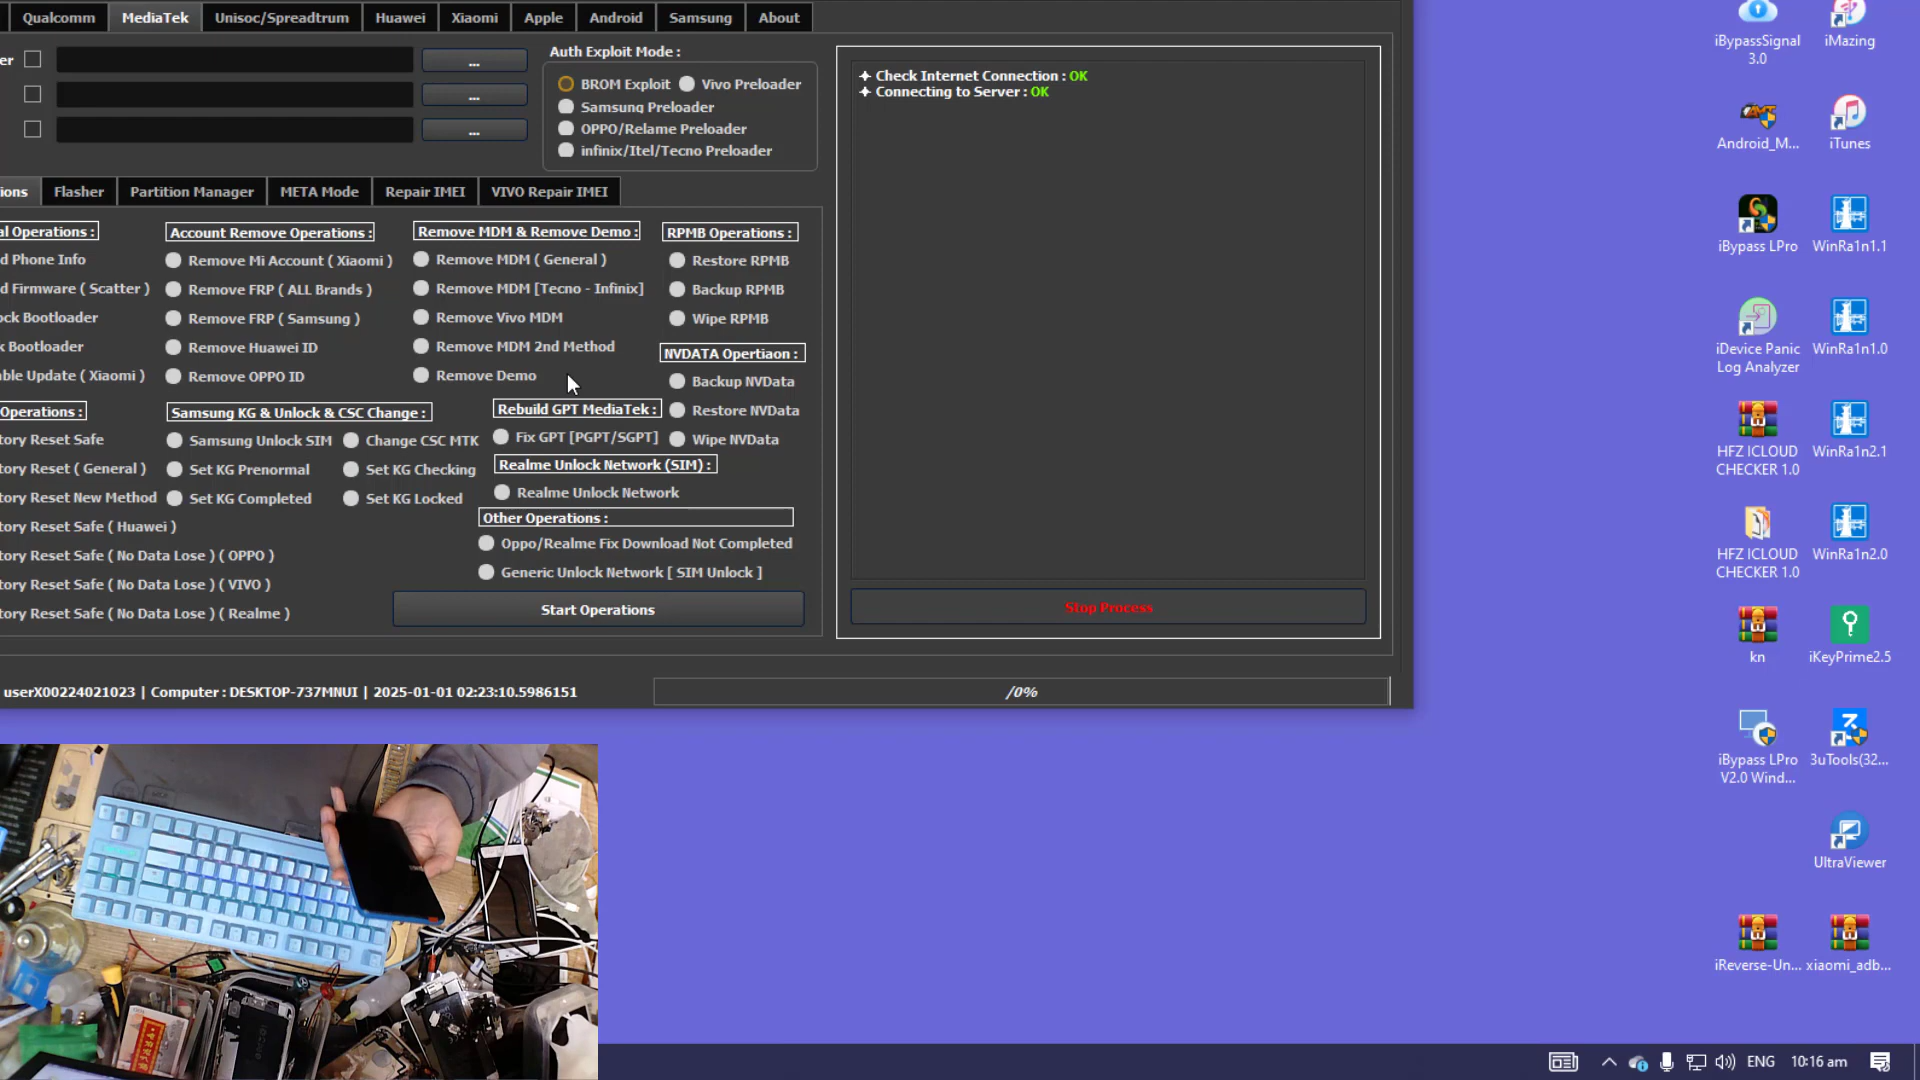 Qualcomm MediaTek Unisoc/Spreadtrum Huawei Xiaomi Apple Android Samsung About
er ...
...
...
Auth Exploit Mode :
BROM Exploit Vivo Preloader
Samsung Preloader
OPPO/Relame Preloader
infinix/Itel/Tecno Preloader
ions Flasher Partition Manager META Mode Repair IMEI VIVO Repair IMEI
al Operations :
d Phone Info
d Firmware ( Scatter )
ock Bootloader
k Bootloader
ble Update ( Xiaomi )
Operations :
tory Reset Safe
tory Reset ( General )
tory Reset New Method
tory Reset Safe ( Huawei )
tory Reset Safe ( No Data Lose ) ( OPPO )
tory Reset Safe ( No Data Lose ) ( VIVO )
tory Reset Safe ( No Data Lose ) ( Realme )
Account Remove Operations :
Remove Mi Account ( Xiaomi )
Remove FRP ( ALL Brands )
Remove FRP ( Samsung )
Remove Huawei ID
Remove OPPO ID
Samsung KG & Unlock & CSC Change :
Samsung Unlock SIM Change CSC MTK
Set KG Prenormal Set KG Checking
Set KG Completed Set KG Locked
Remove MDM & Remove Demo :
Remove MDM ( General )
Remove MDM [Tecno - Infinix]
Remove Vivo MDM
Remove MDM 2nd Method
Remove Demo
Rebuild GPT MediaTek :
Fix GPT [PGPT/SGPT]
Realme Unlock Network (SIM) :
Realme Unlock Network
Other Operations :
Oppo/Realme Fix Download Not Completed
Generic Unlock Network [ SIM Unlock ]
RPMB Operations :
Restore RPMB
Backup RPMB
Wipe RPMB
NVDATA Opertiaon :
Backup NVData
Restore NVData
Wipe NVData
Start Operations
Check Internet Connection : OK
Connecting to Server : OK
Stop Process
userX00224021023 | Computer : DESKTOP-737MNUI | 2025-01-01 02:23:10.5986151
/0%
iBypassSignal
3.0
iMazing
Android_M...
iTunes
iBypass LPro
WinRa1n1.1
iDevice Panic
Log Analyzer
WinRa1n1.0
HFZ ICLOUD
CHECKER 1.0
WinRa1n2.1
HFZ ICLOUD
CHECKER 1.0
WinRa1n2.0
kn
iKeyPrime2.5
iBypass LPro
V2.0 Wind...
3uTools(32...
UltraViewer
iReverse-Un...
xiaomi_adb...
ENG 10:16 am